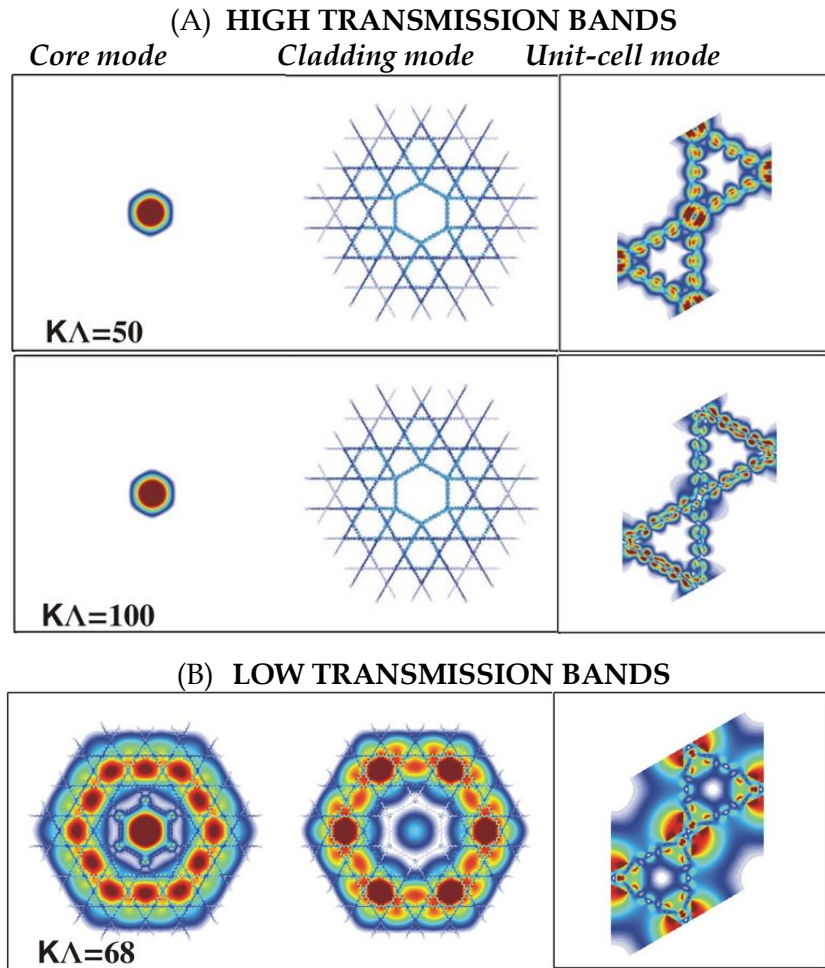 (A) HIGH TRANSMISSION BANDS
Core mode Cladding mode Unit-cell mode
KΛ=50
KΛ=100
(B) LOW TRANSMISSION BANDS
KΛ=68